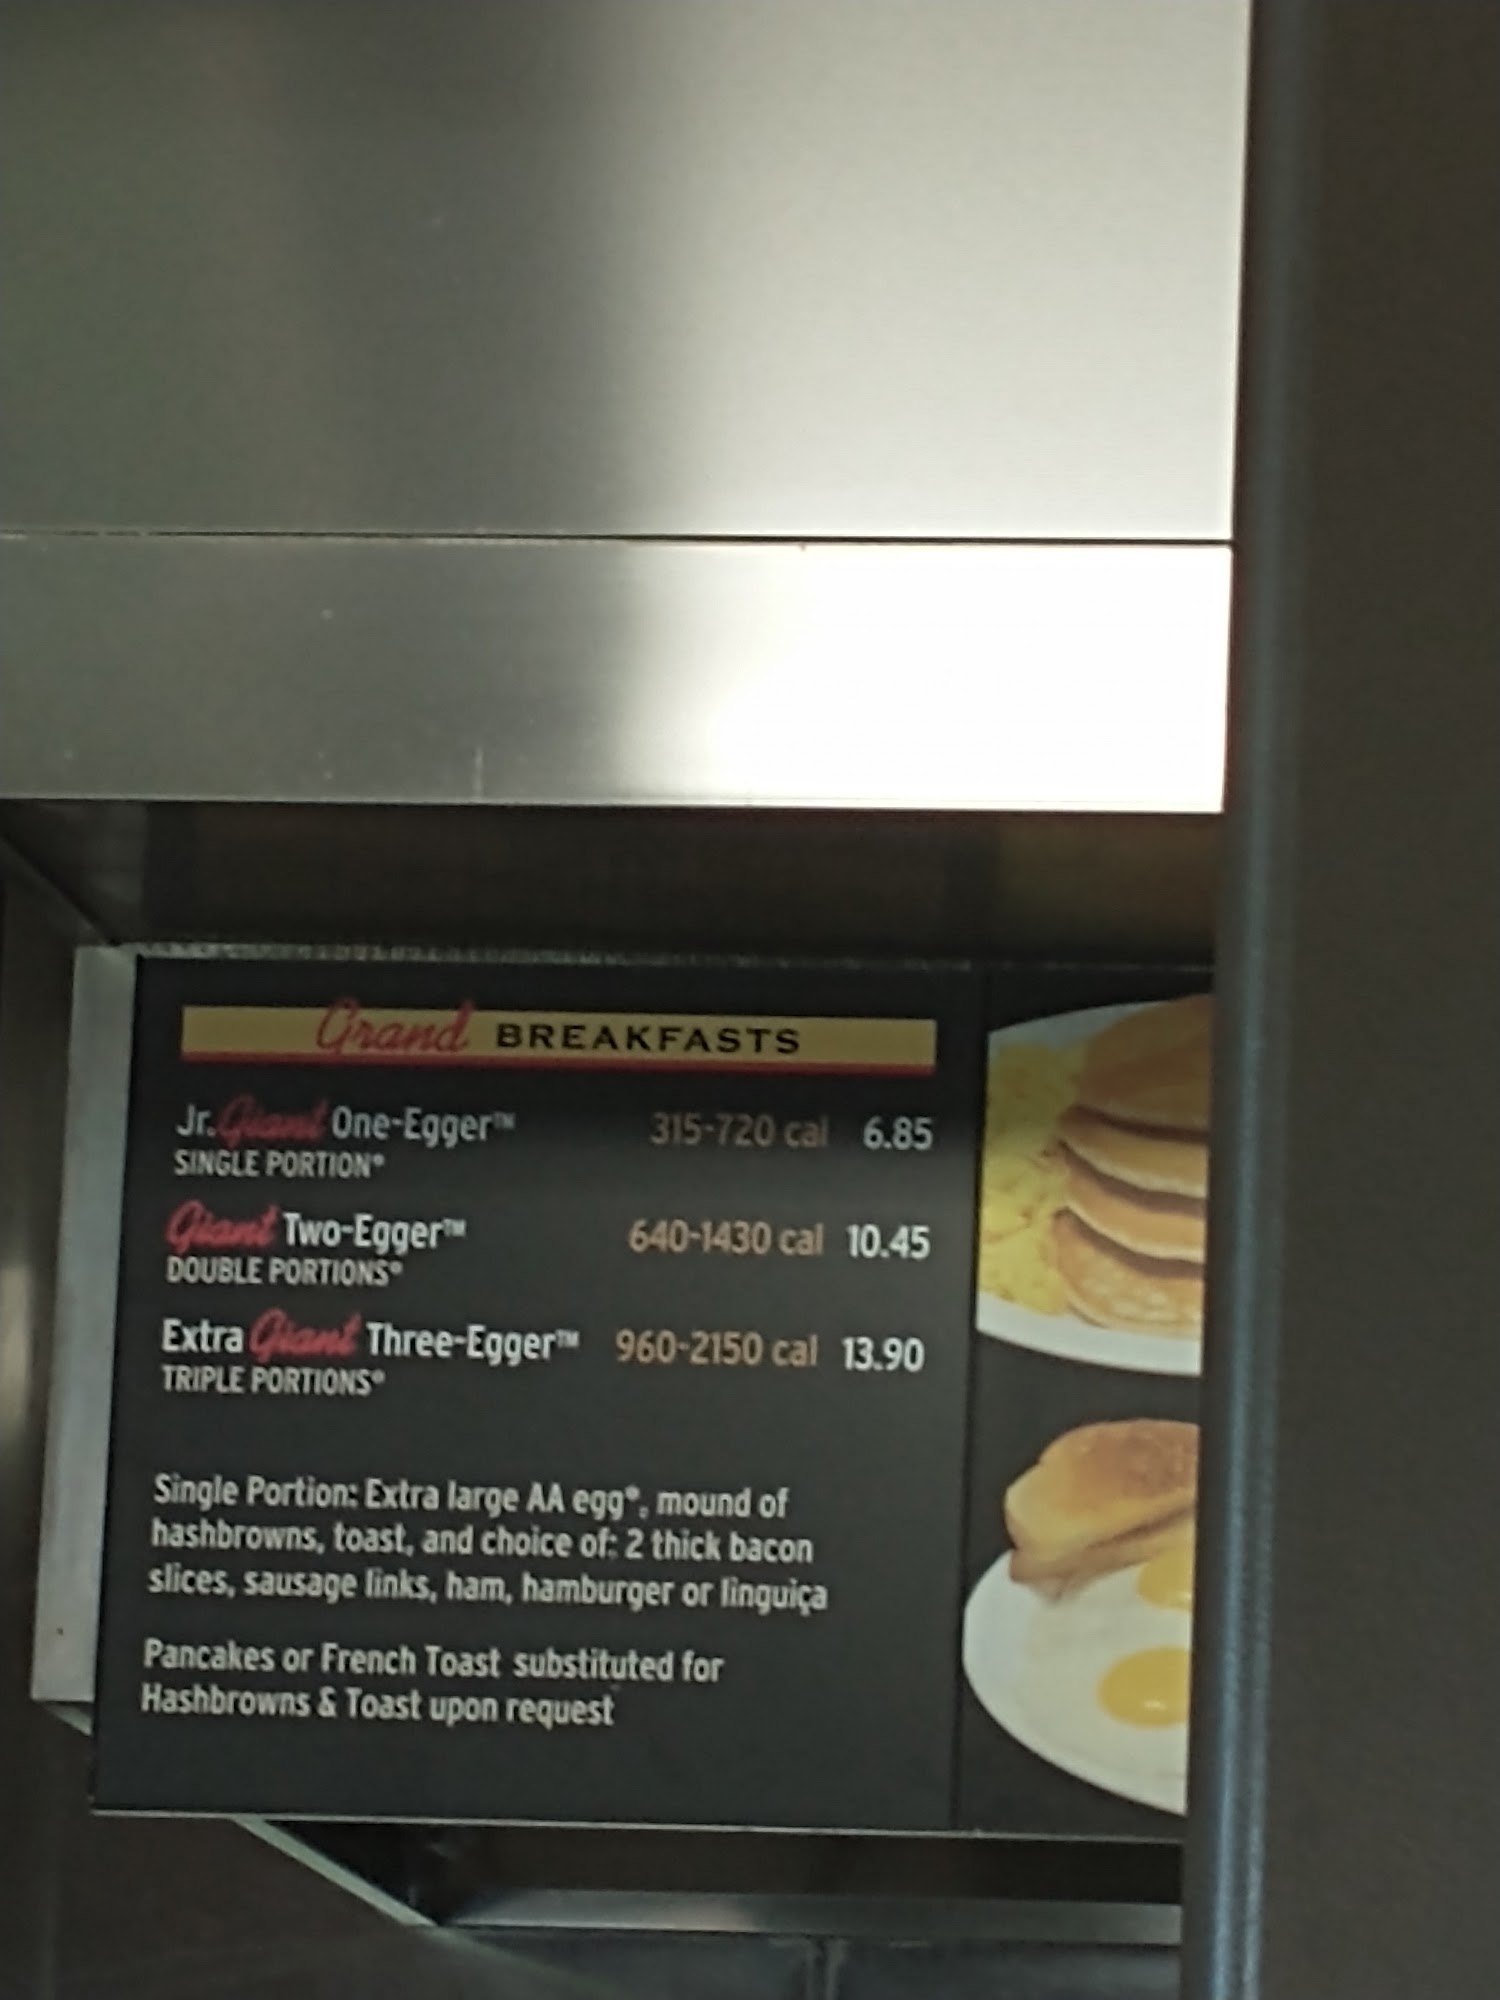 Grand BREAKFASTS
Jr. Giant One-Egger™ 315-720 cal 6.85
SINGLE PORTION*
Giant Two-Egger™ 640-1430 cal 10.45
DOUBLE PORTIONS*
Extra Giant Three-Egger™ 960-2150 cal 13.90
TRIPLE PORTIONS*
Single Portion: Extra large AA egg*, mound of
hashbrowns, toast, and choice of: 2 thick bacon
slices, sausage links, ham, hamburger or linguiça
Pancakes or French Toast substituted for
Hashbrowns & Toast upon request